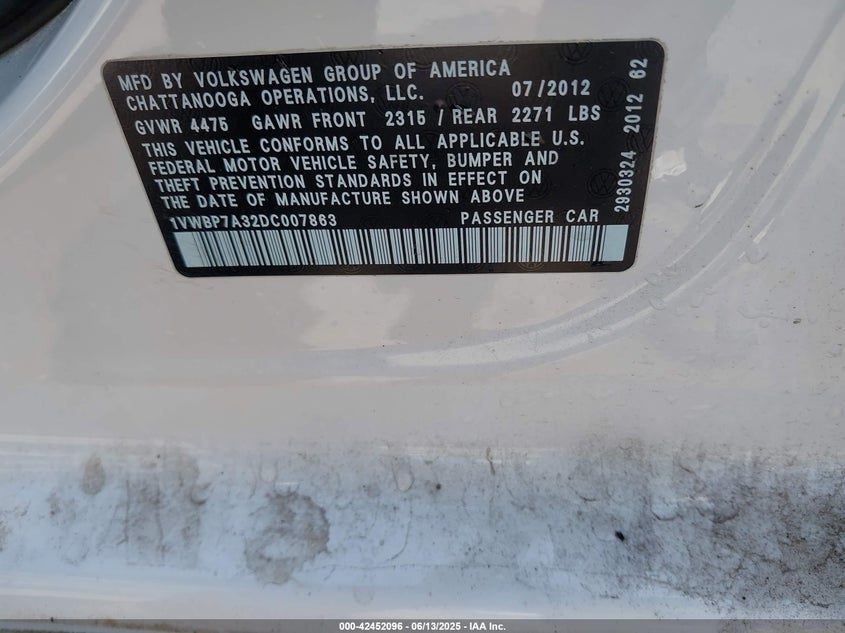 MFD BY VOLKSWAGEN GROUP OF AMERICA
CHATTANOOGA OPERATIONS, LLC. 07/2012
GVWR 4475 GAWR FRONT 2315 / REAR 2271 LBS
THIS VEHICLE CONFORMS TO ALL APPLICABLE U.S.
FEDERAL MOTOR VEHICLE SAFETY, BUMPER AND
THEFT PREVENTION STANDARDS IN EFFECT ON
THE DATE OF MANUFACTURE SHOWN ABOVE
1VWBP7A32DC007863 PASSENGER CAR
2930324 2012 62
000-42452096 - 06/13/2025 - IAA Inc.